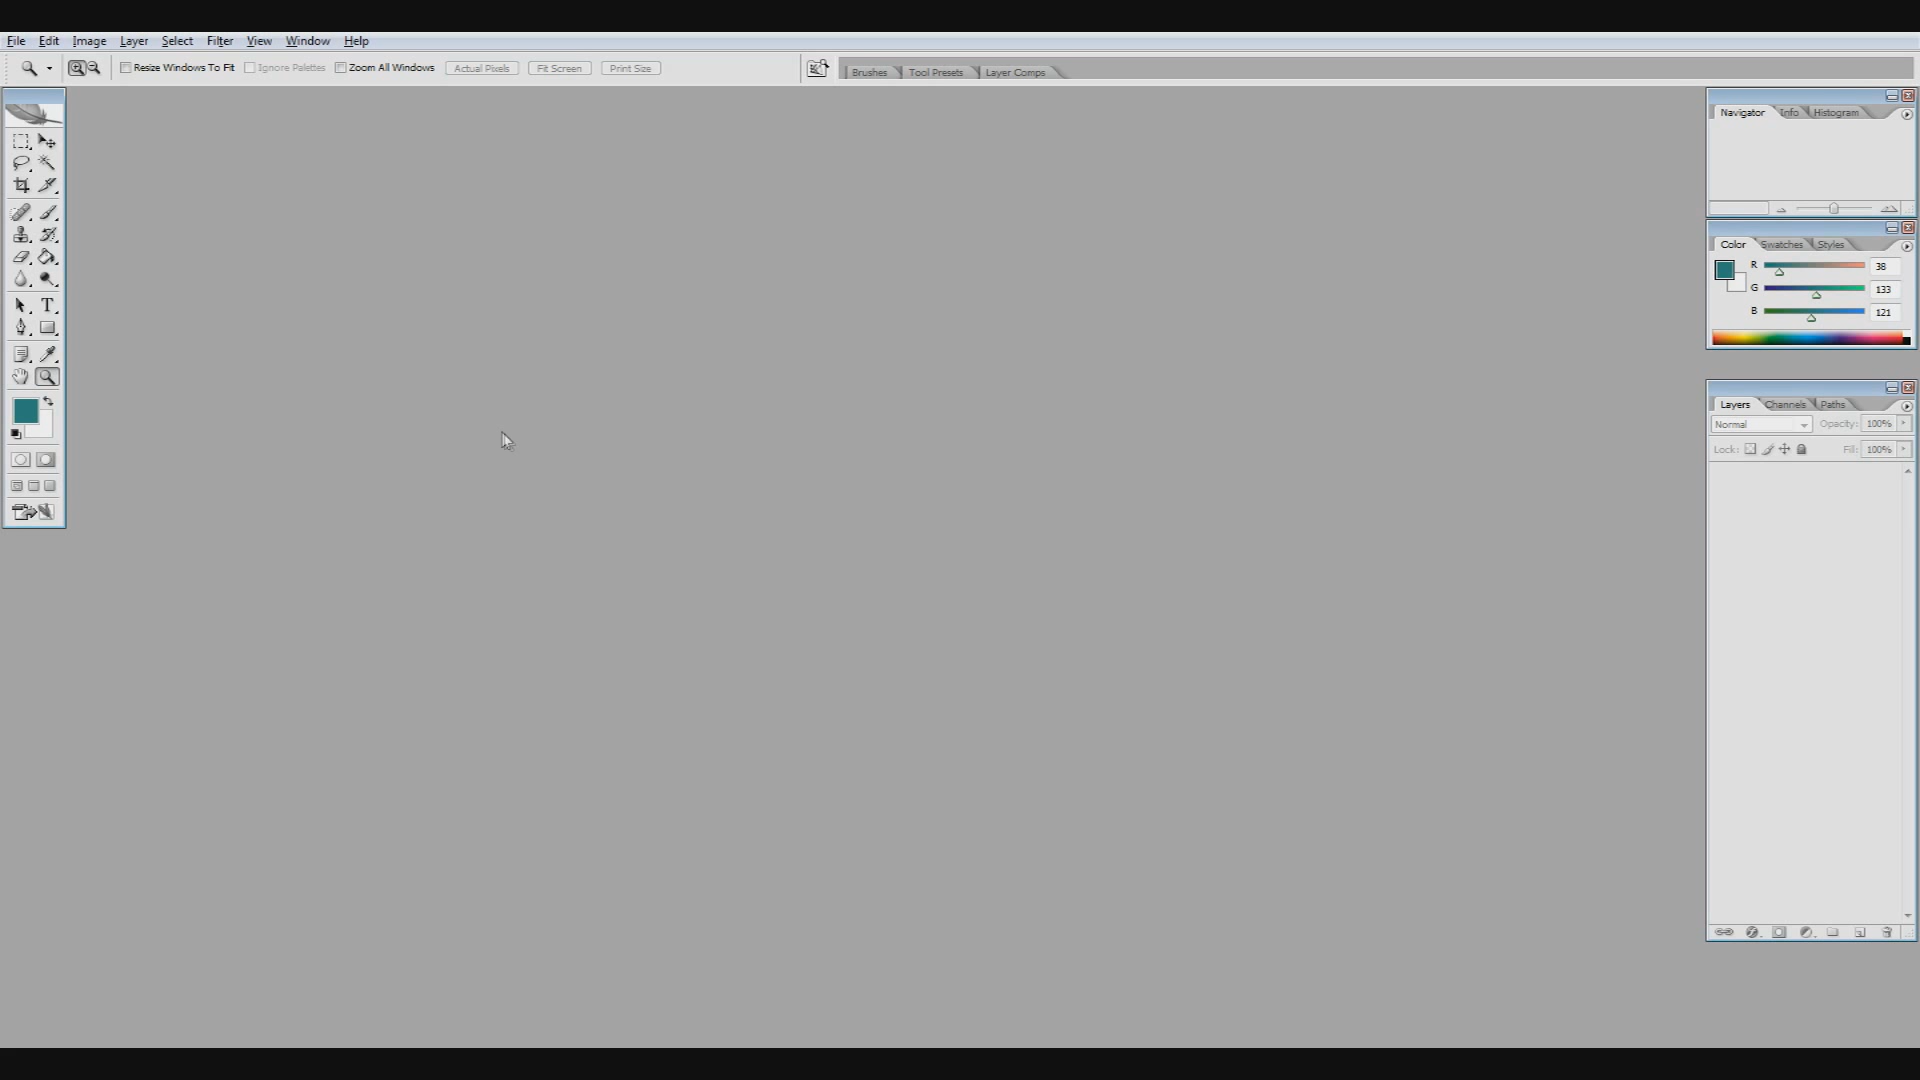 File Edit Image Layer Select Filter View Window Help
Resize Windows To Fit Ignore Palettes Zoom All Windows Actual Pixels Fit Screen Print Size Brushes Tool Presets Layer Comps
Navigator Info Histogram
Color Swatches Styles
R 38
G 133
B 121
Layers Channels Paths
Normal Opacity: 100%
Lock: Fill: 100%
T